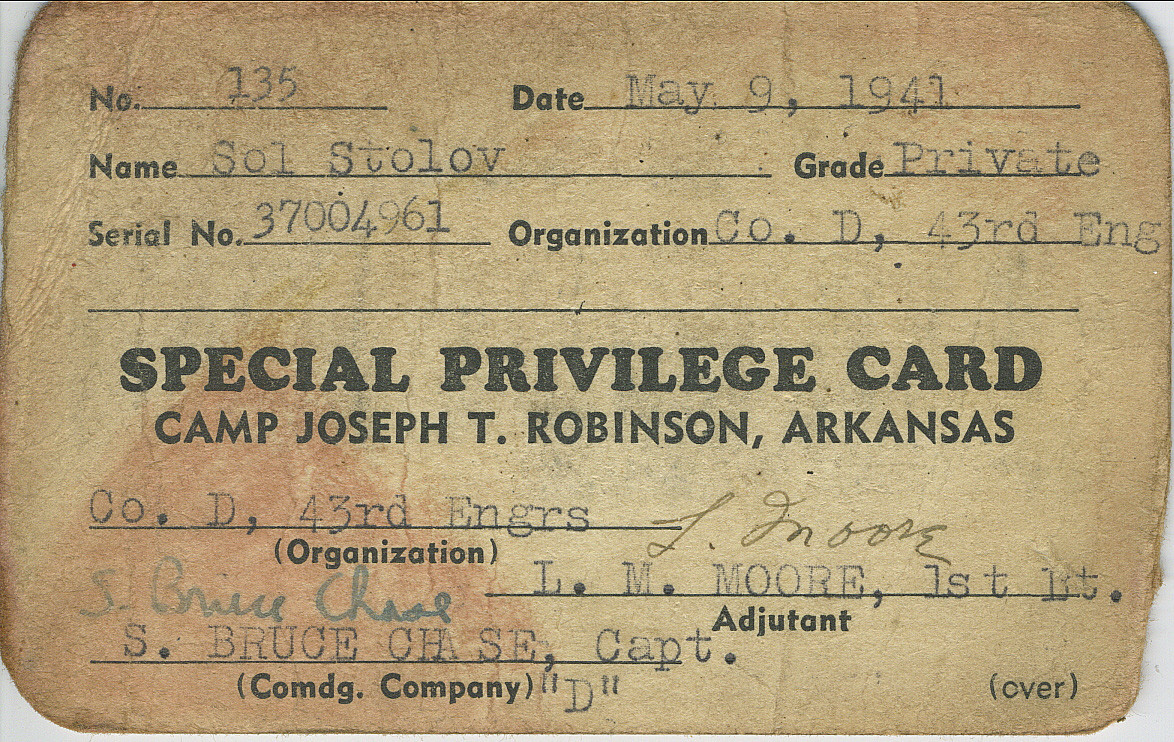 No. 135 Date May 9, 1941
Name Sol Stolov Grade Private
Serial No. 37004961 Organization Co. D, 43rd Eng
SPECIAL PRIVILEGE CARD
CAMP JOSEPH T. ROBINSON, ARKANSAS
Co. D, 43rd Engrs L. Moore
(Organization)
L. M. MOORE, 1st Lt.
S. Bruce Chase
Adjutant
S. BRUCE CHASE, Capt.
(Comdg. Company) "D" (over)